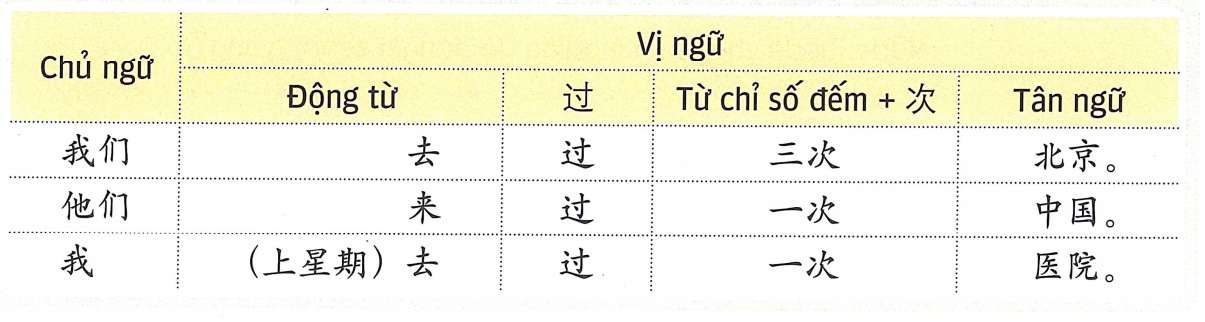 Chủ ngữ Vị ngữ
Động từ 过 Từ chỉ số đếm + 次 Tân ngữ
我们 去 过 三次 北京。
他们 来 过 一次 中国。
我 (上星期) 去 过 一次 医院。